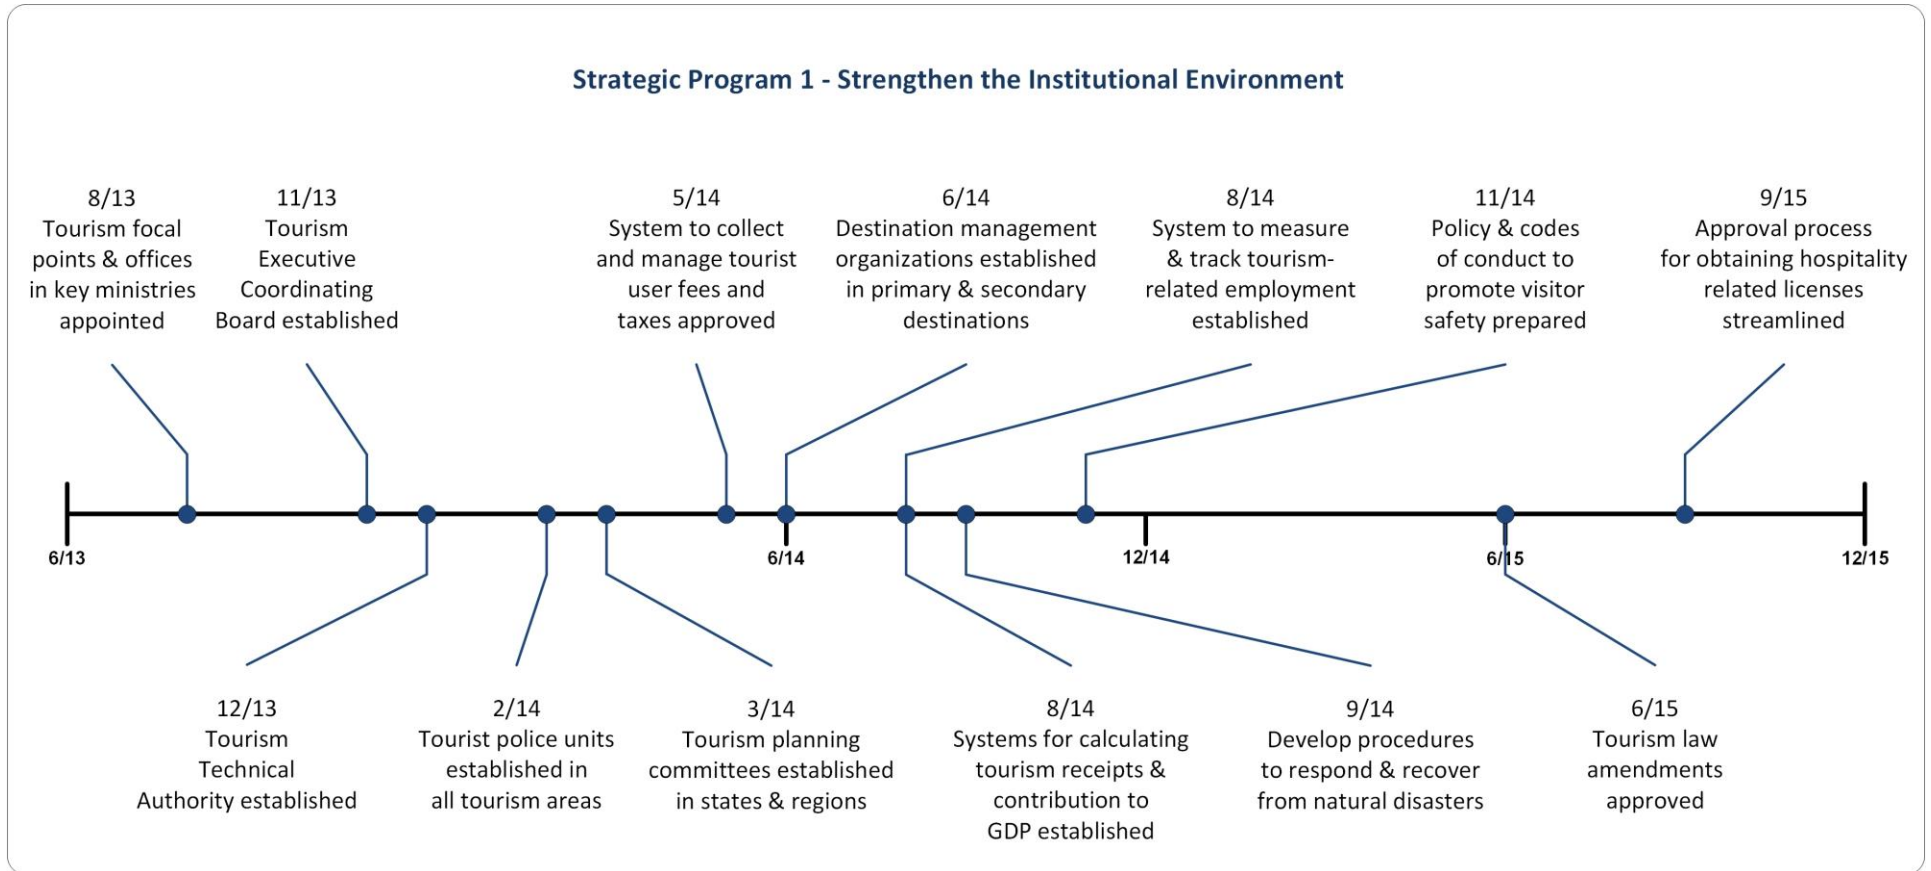 Strategic Program 1 - Strengthen the Institutional Environment
8/13
Tourism focal
points & offices
in key ministries
appointed
11/13
Tourism
Executive
Coordinating
Board established
5/14
System to collect
and manage tourist
user fees and
taxes approved
6/14
Destination management
organizations established
in primary & secondary
destinations
8/14
System to measure
& track tourism-
related employment
established
11/14
Policy & codes
of conduct to
promote visitor
safety prepared
9/15
Approval process
for obtaining hospitality
related licenses
streamlined
6/13
6/14
12/14
6/15
12/15
12/13
Tourism
Technical
Authority established
2/14
Tourist police units
established in
all tourism areas
3/14
Tourism planning
committees established
in states & regions
8/14
Systems for calculating
tourism receipts &
contribution to
GDP established
9/14
Develop procedures
to respond & recover
from natural disasters
6/15
Tourism law
amendments
approved